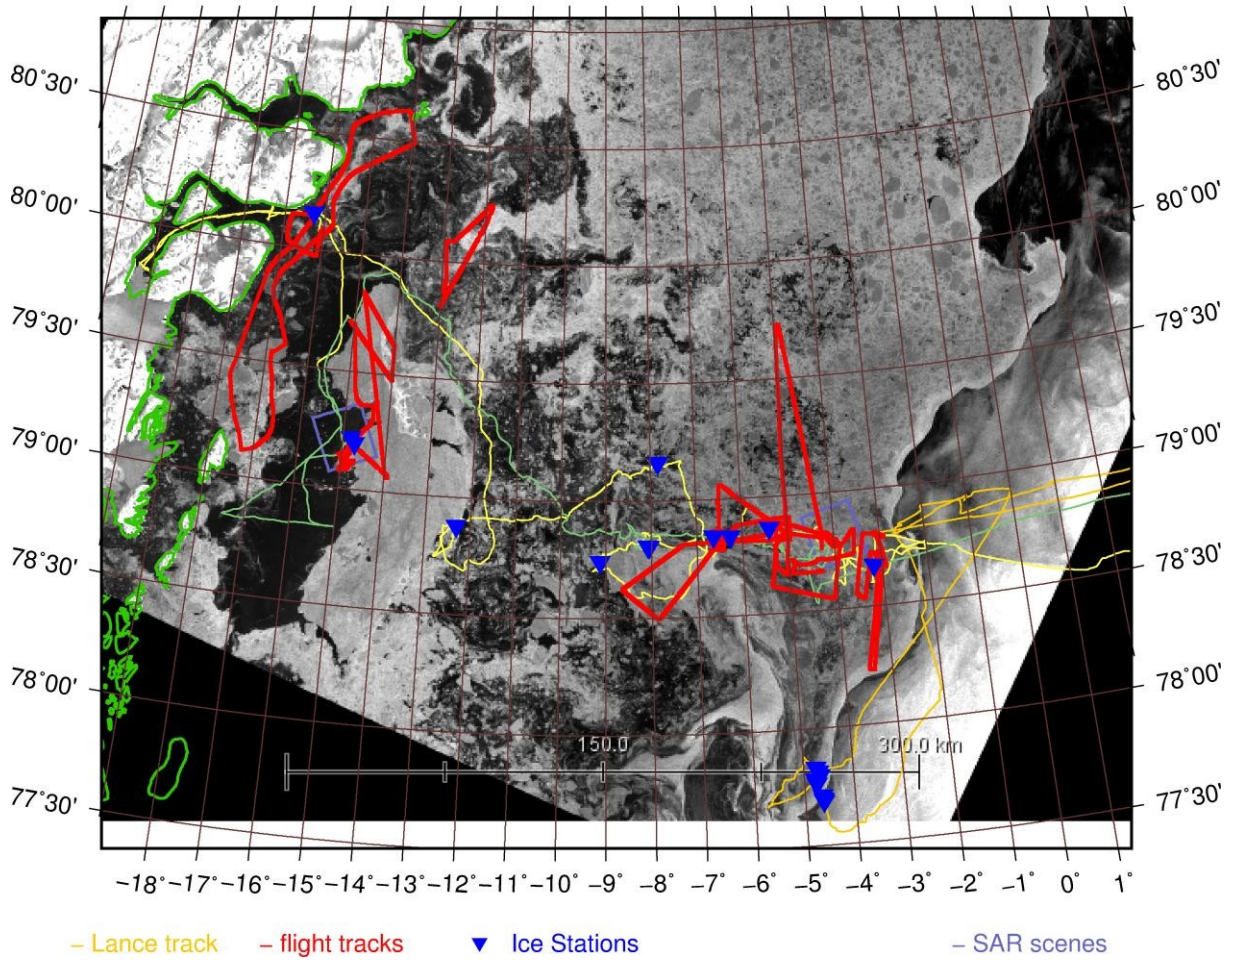 80°30' 80°30'
80°00' 80°00'
79°30' 79°30'
79°00' 79°00'
78°30' 78°30'
78°00' 78°00'
150.0 300.0 km
77°30' 77°30'
−18° −17° −16° −15° −14° −13° −12° −11° −10° −9° −8° −7° −6° −5° −4° −3° −2° −1° 0° 1°
– Lance track – flight tracks Ice Stations – SAR scenes